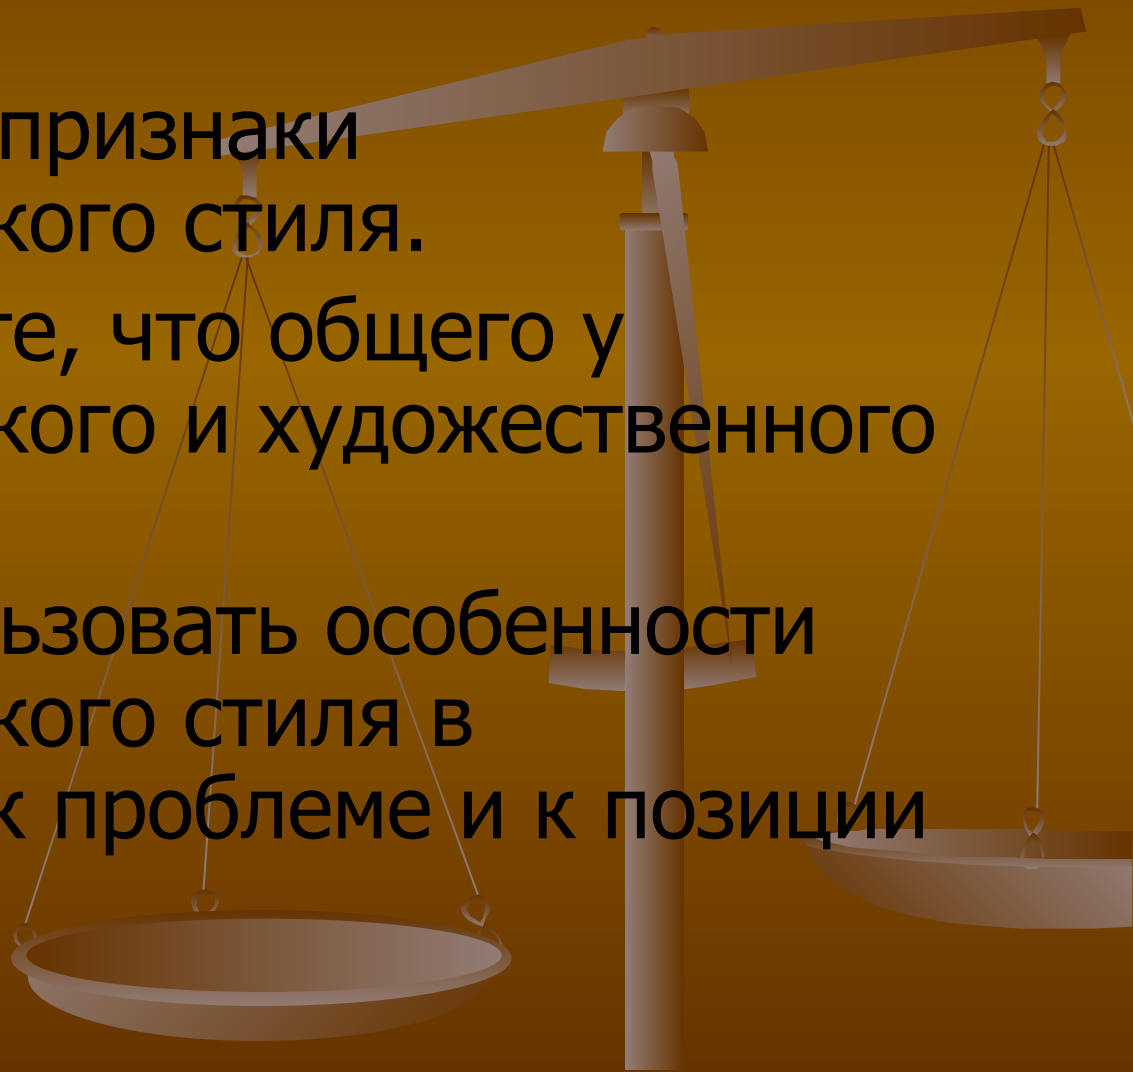 признаки
кого стиля.
те, что общего у
кого и художественного
ьзовать особенности
кого стиля в
к проблеме и к позиции